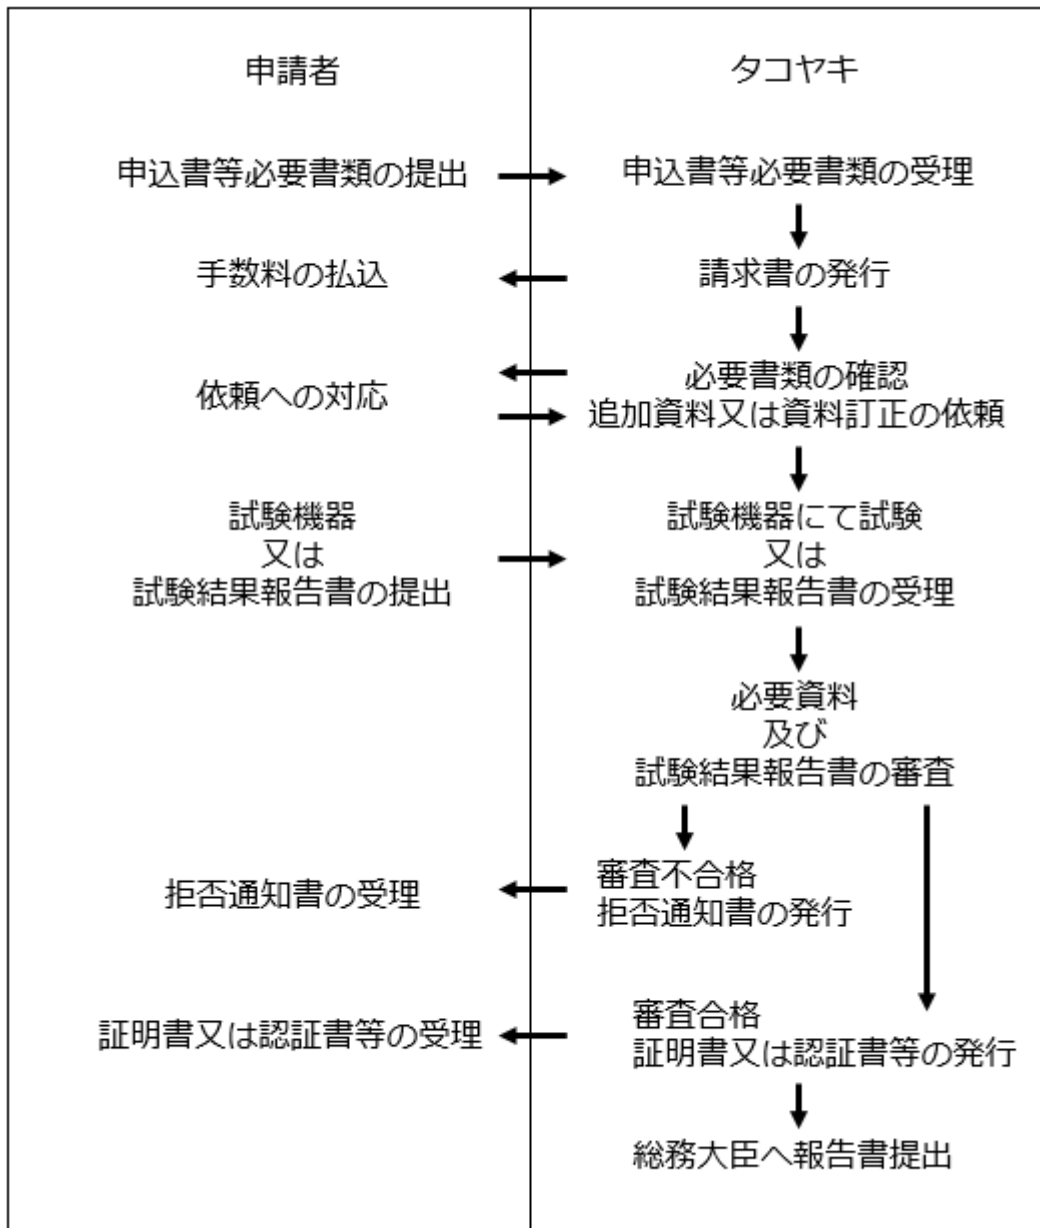 申請者
タコヤキ
申込書等必要書類の提出
申込書等必要書類の受理
手数料の払込
請求書の発行
依頼への対応
必要書類の確認
追加資料又は資料訂正の依頼
試験機器
又は
試験結果報告書の提出
試験機器にて試験
又は
試験結果報告書の受理
必要資料
及び
試験結果報告書の審査
拒否通知書の受理
審査不合格
拒否通知書の発行
証明書又は認証書等の受理
審査合格
証明書又は認証書等の発行
総務大臣へ報告書提出